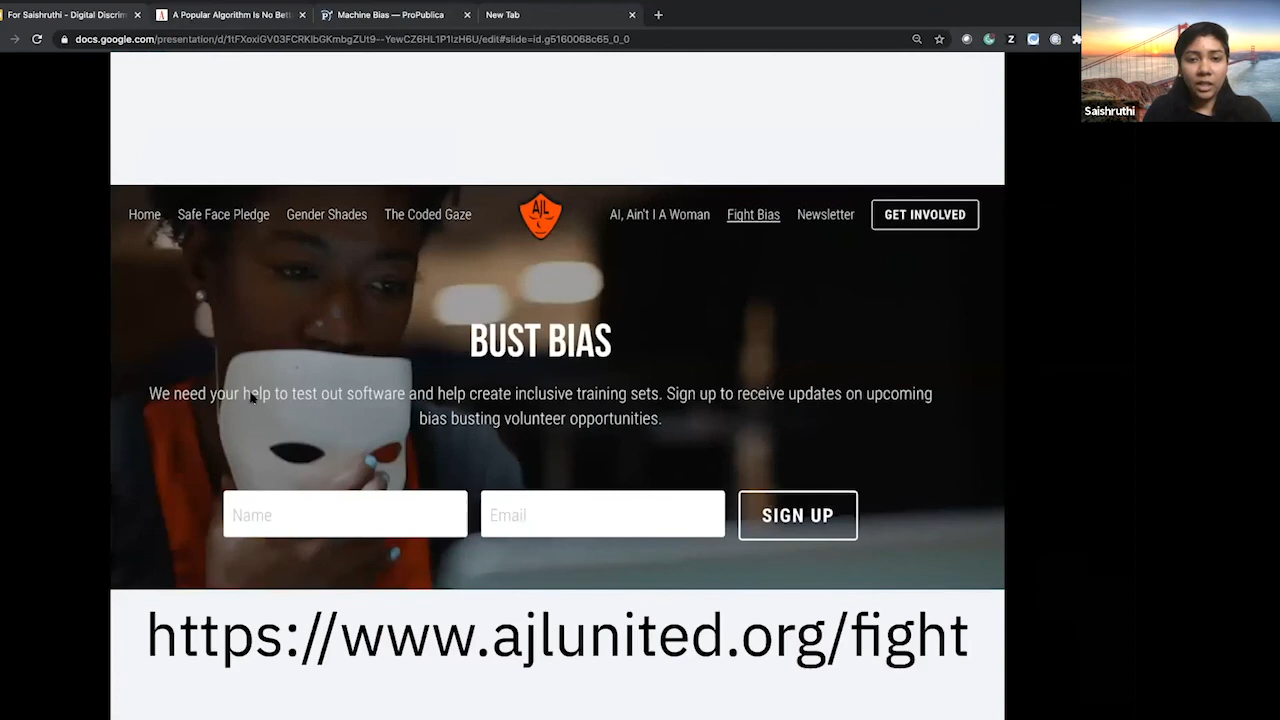 For Saishruthi - Digital Discrim
A Popular Algorithm Is No Bett
Machine Bias — ProPublica
New Tab
docs.google.com/presentation/d/1tFXoxiGV03FCRKlbGKmbgZUt9--YewCZ6HL1P1IzH6U/edit#slide=id.g5160068c65_0_0
Z
Saishruthi
Home
Safe Face Pledge
Gender Shades
The Coded Gaze
AJL
AI, Ain't I A Woman
Fight Bias
Newsletter
GET INVOLVED
BUST BIAS
We need your help to test out software and help create inclusive training sets. Sign up to receive updates on upcoming
bias busting volunteer opportunities.
Name
Email
SIGN UP
https://www.ajlunited.org/fight